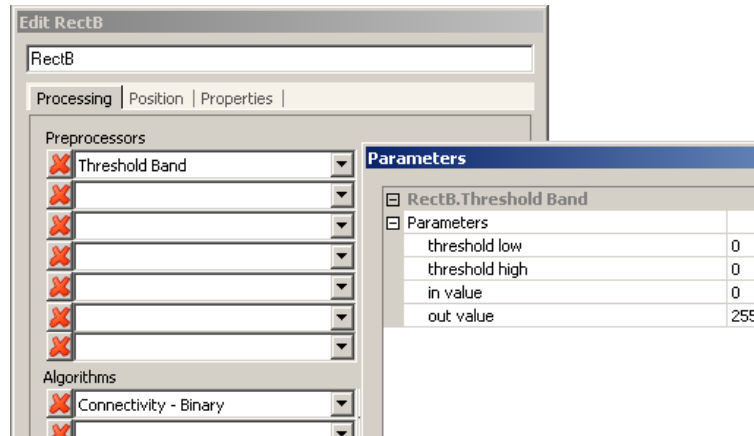 Edit RectB
RectB
Processing | Position | Properties |
Preprocessors
Threshold Band
Parameters
RectB.Threshold Band
Parameters
threshold low 0
threshold high 0
in value 0
out value 255
Algorithms
Connectivity - Binary